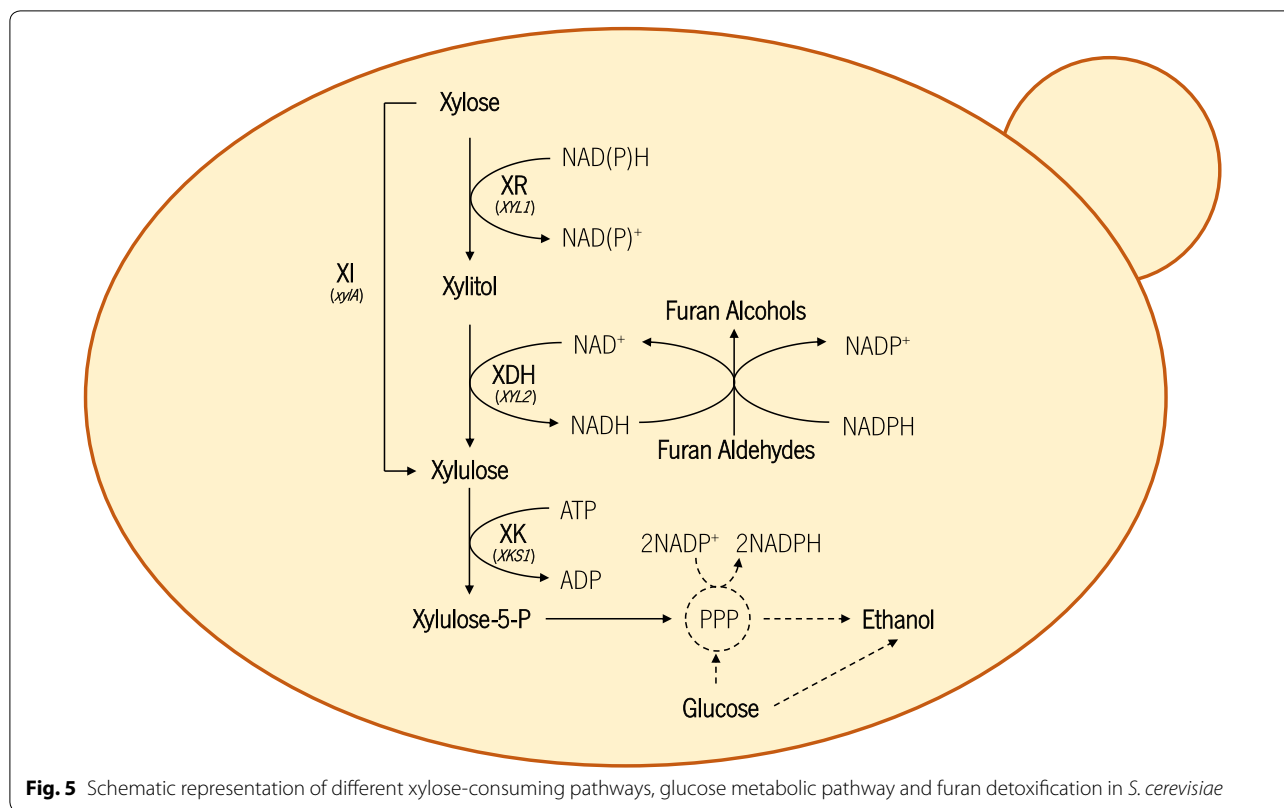 Xylose
NAD(P)H
XR
(XYL1)
NAD(P)⁺
XI
(xylA)
Xylitol
Furan Alcohols
NAD⁺
NADP⁺
XDH
(XYL2)
NADH
NADPH
Furan Aldehydes
Xylulose
ATP
XK
(XKS1)
2NADP⁺ 2NADPH
ADP
Xylulose-5-P
PPP
Ethanol
Glucose
Fig. 5 Schematic representation of different xylose-consuming pathways, glucose metabolic pathway and furan detoxification in S. cerevisiae